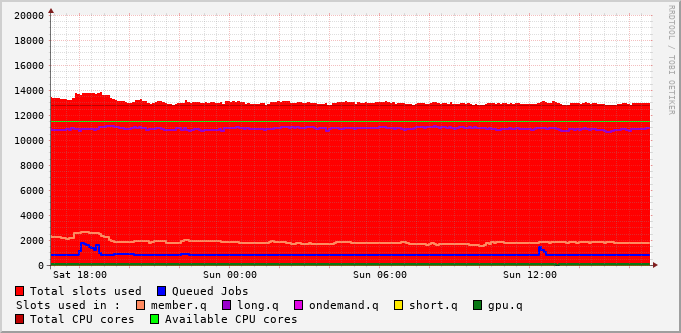 20000
18000
16000
14000
12000
10000
8000
6000
4000
2000
0
Sat 18:00 Sun 00:00 Sun 06:00 Sun 12:00
RRDTOOL / TOBI OETIKER
Total slots used Queued Jobs
Slots used in : member.q long.q ondemand.q short.q gpu.q
Total CPU cores Available CPU cores